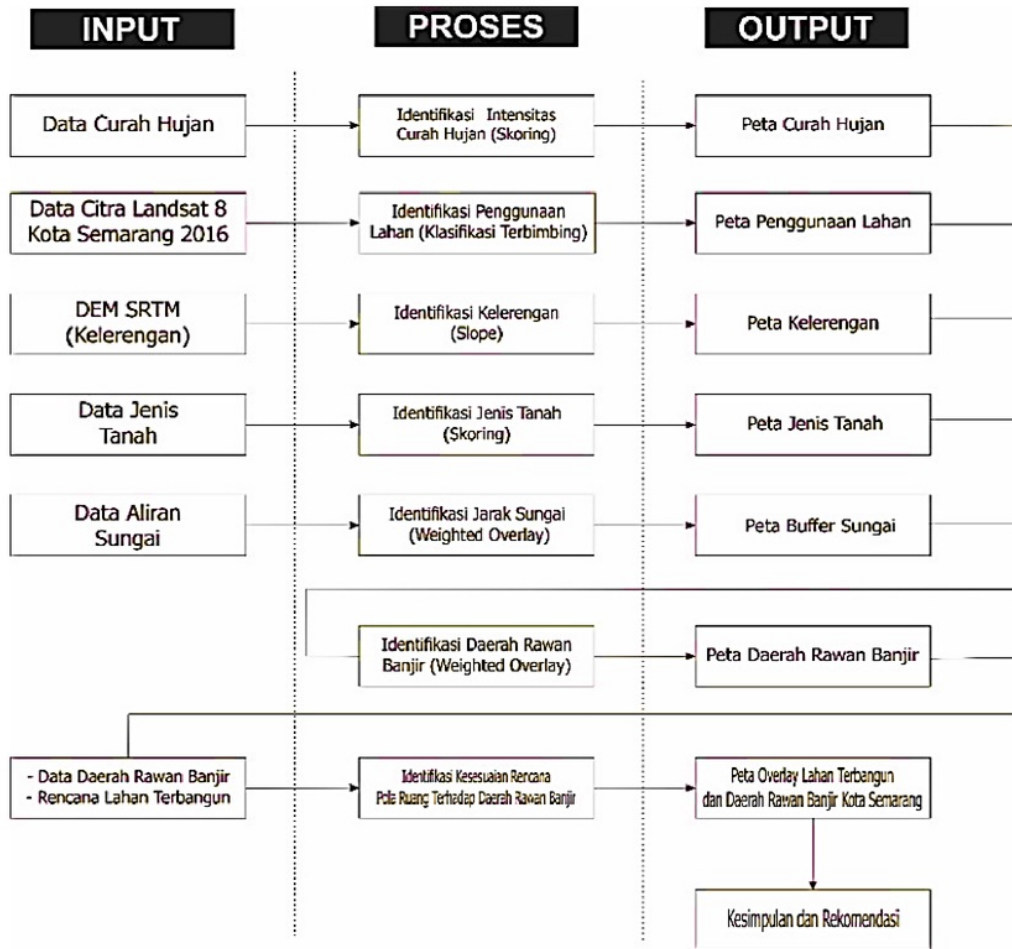 INPUT
PROSES
OUTPUT
Data Curah Hujan
Identifikasi Intensitas
Curah Hujan (Skoring)
Peta Curah Hujan
Data Citra Landsat 8
Kota Semarang 2016
Identifikasi Penggunaan
Lahan (Klasifikasi Terbimbing)
Peta Penggunaan Lahan
DEM SRTM
(Kelerengan)
Identifikasi Kelerengan
(Slope)
Peta Kelerengan
Data Jenis
Tanah
Identifikasi Jenis Tanah
(Skoring)
Peta Jenis Tanah
Data Aliran
Sungai
Identifikasi Jarak Sungai
(Weighted Overlay)
Peta Buffer Sungai
Identifikasi Daerah Rawan
Banjir (Weighted Overlay)
Peta Daerah Rawan Banjir
- Data Daerah Rawan Banjir
- Rencana Lahan Terbangun
Identifikasi Kesesuaian Rencana
Pola Ruang Terhadap Daerah Rawan Banjir
Peta Overlay Lahan Terbangun
dan Daerah Rawan Banjir Kota Semarang
Kesimpulan dan Rekomendasi